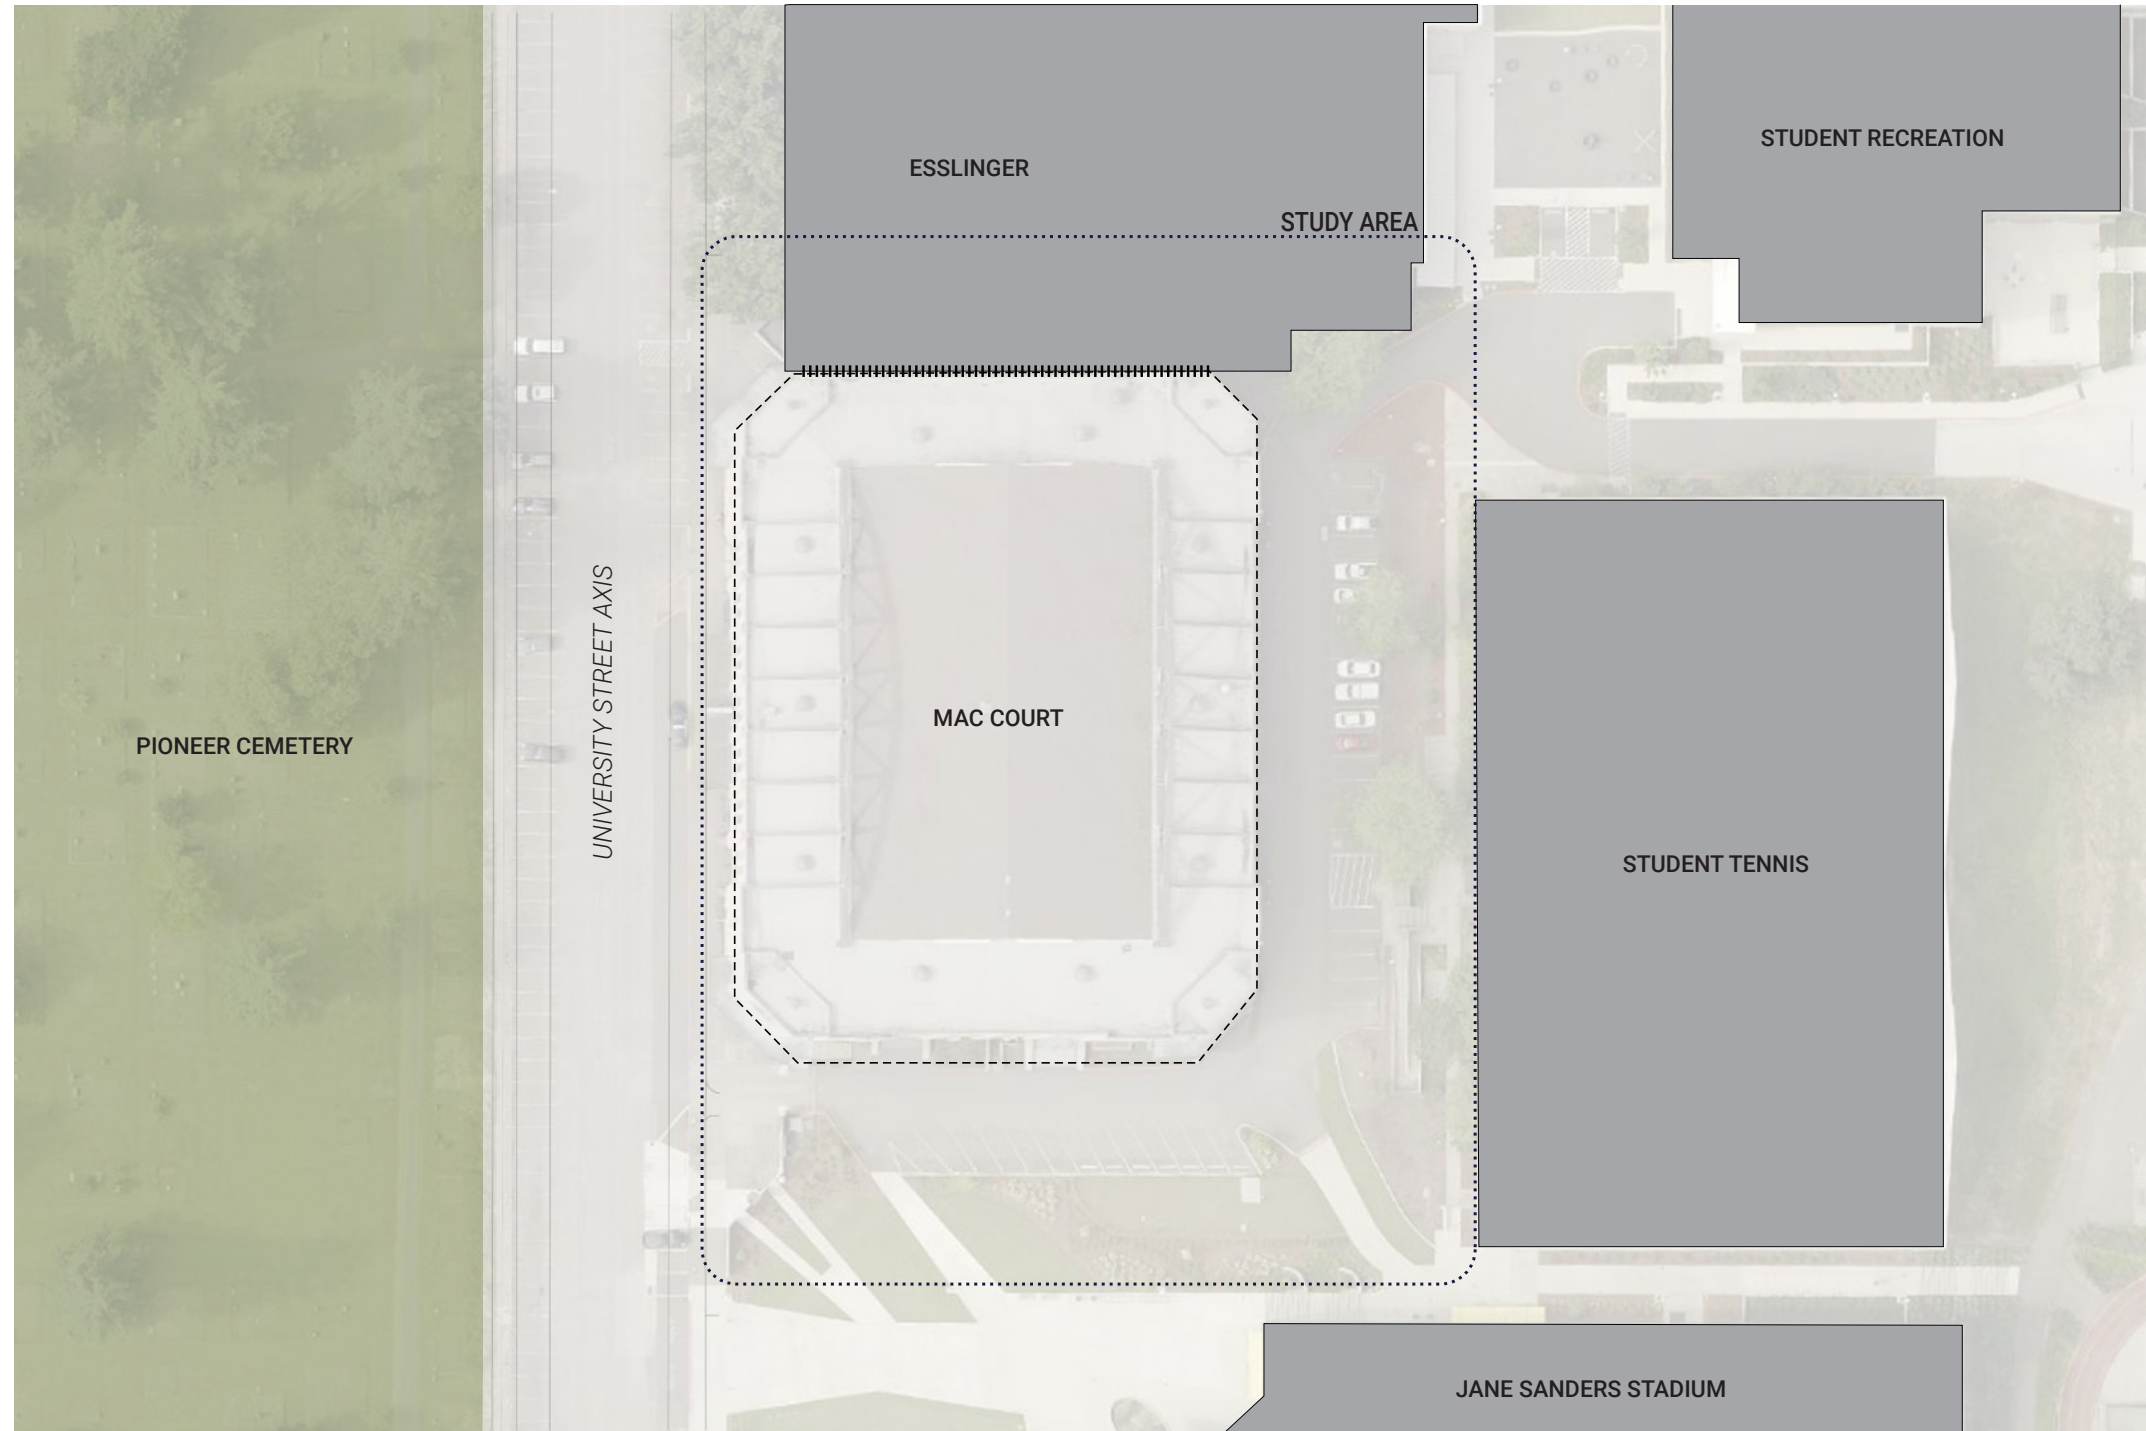 STUDENT RECREATION
ESSLINGER
STUDY AREA
UNIVERSITY STREET AXIS
MAC COURT
PIONEER CEMETERY
STUDENT TENNIS
JANE SANDERS STADIUM